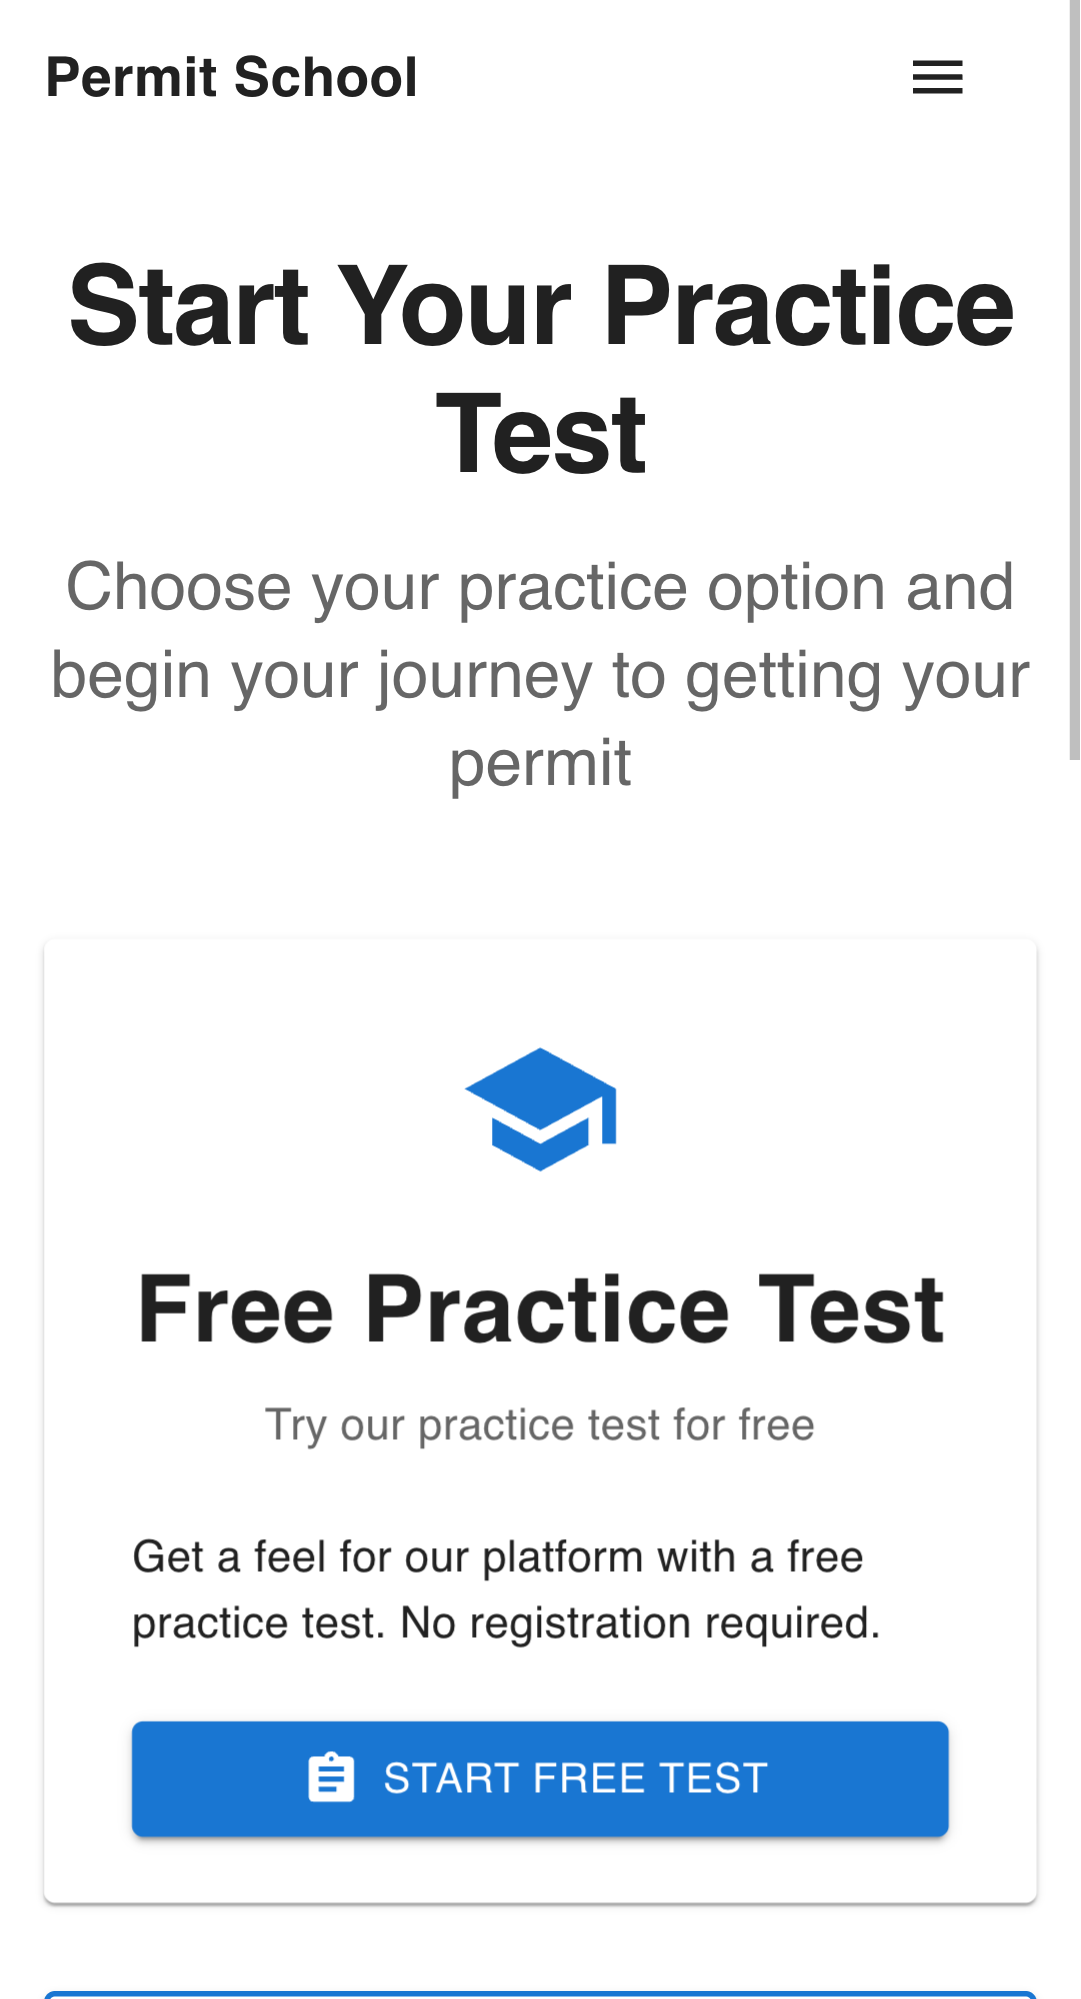 Permit School
Start Your Practice
Test
Choose your practice option and
begin your journey to getting your
permit
Free Practice Test
Try our practice test for free
Get a feel for our platform with a free
practice test. No registration required.
START FREE TEST